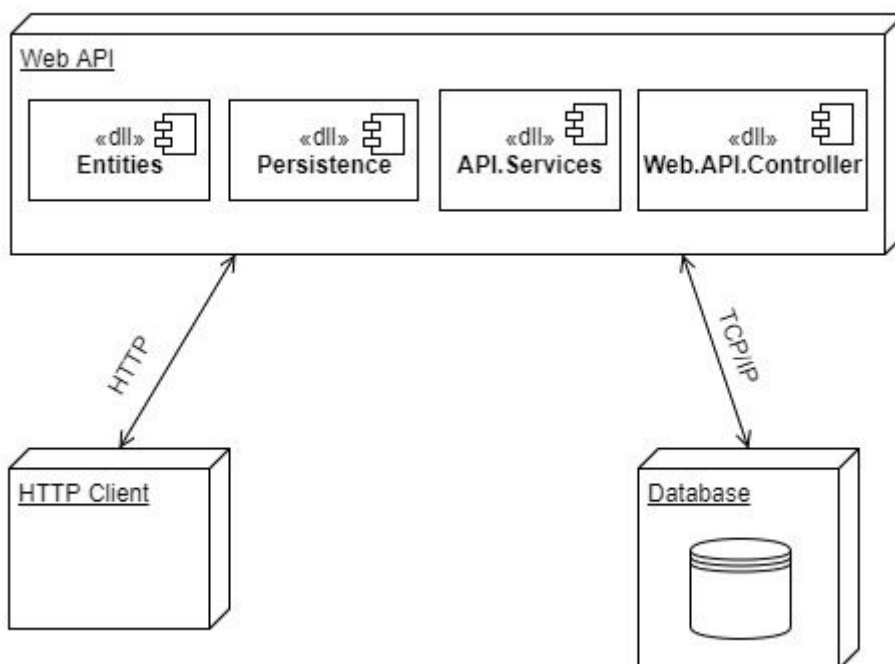 Web API
«dll»
Entities
«dll»
Persistence
«dll»
API.Services
«dll»
Web.API.Controller
HTTP
TCP/IP
HTTP Client
Database